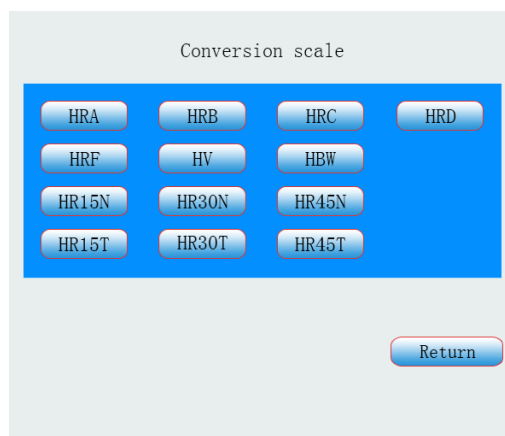 Conversion scale
HRA HRB HRC HRD
HRF HV HBW
HR15N HR30N HR45N
HR15T HR30T HR45T
Return